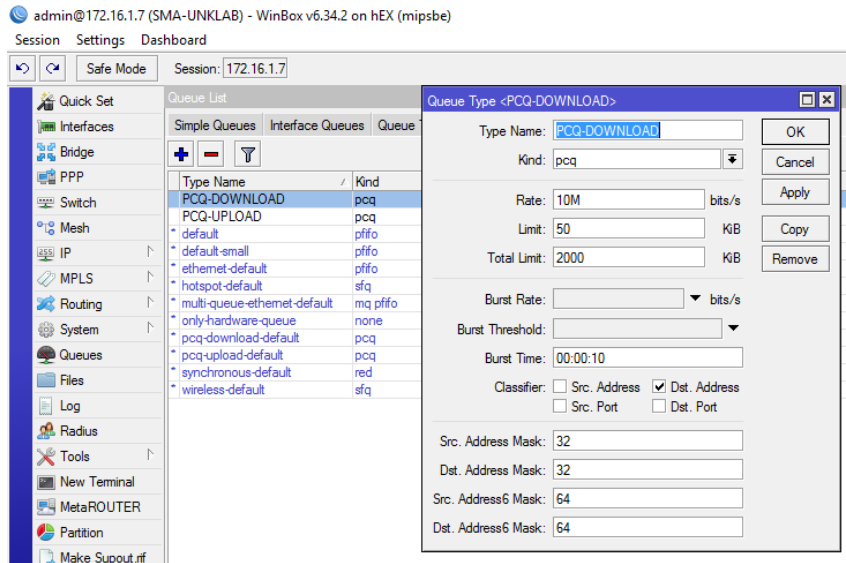 admin@172.16.1.7 (SMA-UNKLAB) - WinBox v6.34.2 on hEX (mipsbe)
Session Settings Dashboard
Safe Mode Session: 172.16.1.7
Quick Set
Interfaces
Bridge
PPP
Switch
Mesh
IP
MPLS
Routing
System
Queues
Files
Log
Radius
Tools
New Terminal
MetaROUTER
Partition
Make Supout.rif
Queue List
Simple Queues Interface Queues Queue
Type Name Kind
PCQ-DOWNLOAD pcq
PCQ-UPLOAD pcq
* default pfifo
* default-small pfifo
* ethernet-default pfifo
* hotspot-default sfq
* multi-queue-ethernet-default mq pfifo
* only-hardware-queue none
* pcq-download-default pcq
* pcq-upload-default pcq
* synchronous-default red
* wireless-default sfq
Queue Type <PCQ-DOWNLOAD>
Type Name: PCQ-DOWNLOAD
Kind: pcq
Rate: 10M bits/s
Limit: 50 KiB
Total Limit: 2000 KiB
Burst Rate: bits/s
Burst Threshold:
Burst Time: 00:00:10
Classifier: Src. Address Dst. Address
Src. Port Dst. Port
Src. Address Mask: 32
Dst. Address Mask: 32
Src. Address6 Mask: 64
Dst. Address6 Mask: 64
OK
Cancel
Apply
Copy
Remove